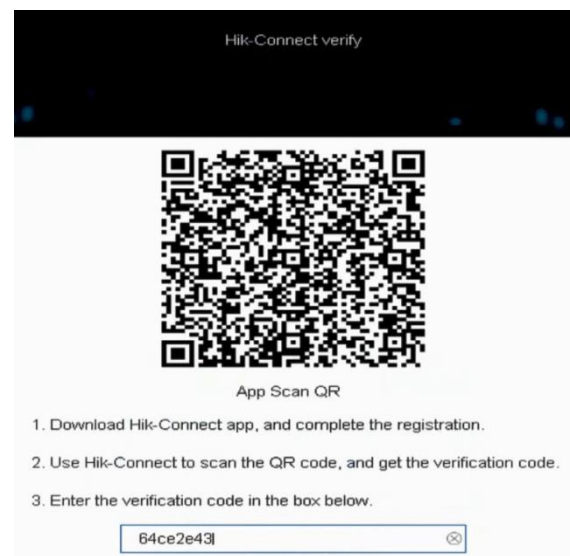 Hik-Connect verify
App Scan QR
1. Download Hik-Connect app, and complete the registration.
2. Use Hik-Connect to scan the QR code, and get the verification code.
3. Enter the verification code in the box below.
64ce2e43